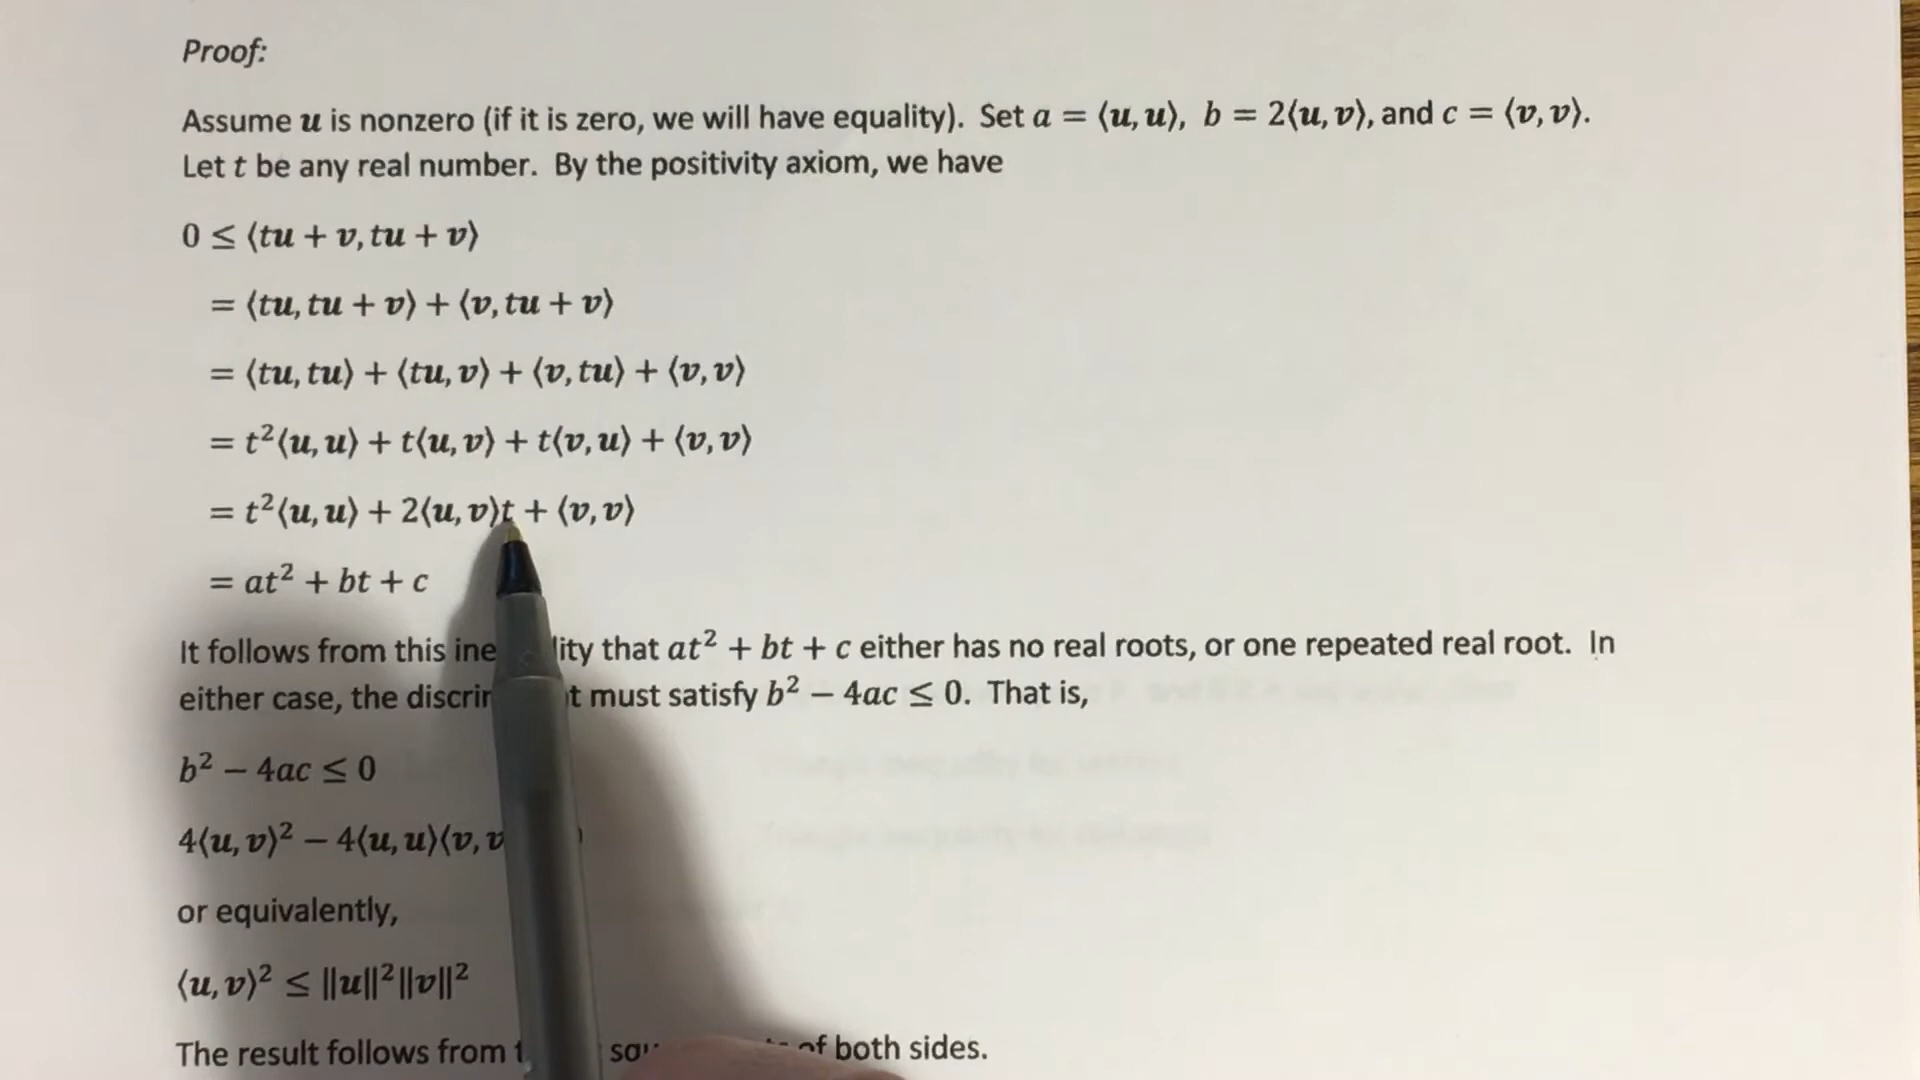 Proof:
Assume u is nonzero (if it is zero, we will have equality). Set a = ⟨u, u⟩, b = 2⟨u, v⟩, and c = ⟨v, v⟩.
Let t be any real number. By the positivity axiom, we have
0 ≤ ⟨tu + v, tu + v⟩
= ⟨tu, tu + v⟩ + ⟨v, tu + v⟩
= ⟨tu, tu⟩ + ⟨tu, v⟩ + ⟨v, tu⟩ + ⟨v, v⟩
= t²⟨u, u⟩ + t⟨u, v⟩ + t⟨v, u⟩ + ⟨v, v⟩
= t²⟨u, u⟩ + 2⟨u, v⟩t + ⟨v, v⟩
= at² + bt + c
It follows from this ine lity that at² + bt + c either has no real roots, or one repeated real root. In
either case, the discrin t must satisfy b² − 4ac ≤ 0. That is,
b² − 4ac ≤ 0
4⟨u, v⟩² − 4⟨u, u⟩⟨v, v
or equivalently,
⟨u, v⟩² ≤ ||u||²||v||²
The result follows from of both sides.